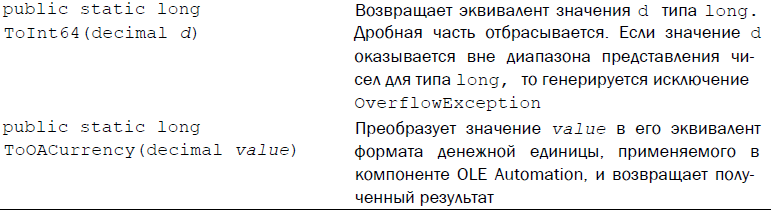 public static long
ToInt64(decimal d)
Возвращает эквивалент значения d типа long.
Дробная часть отбрасывается. Если значение d
оказывается вне диапазона представления чи-
сел для типа long, то генерируется исключение
OverflowException
public static long
ToOACurrency(decimal value)
Преобразует значение value в его эквивалент
формата денежной единицы, применяемого в
компоненте OLE Automation, и возвращает полу-
ченный результат